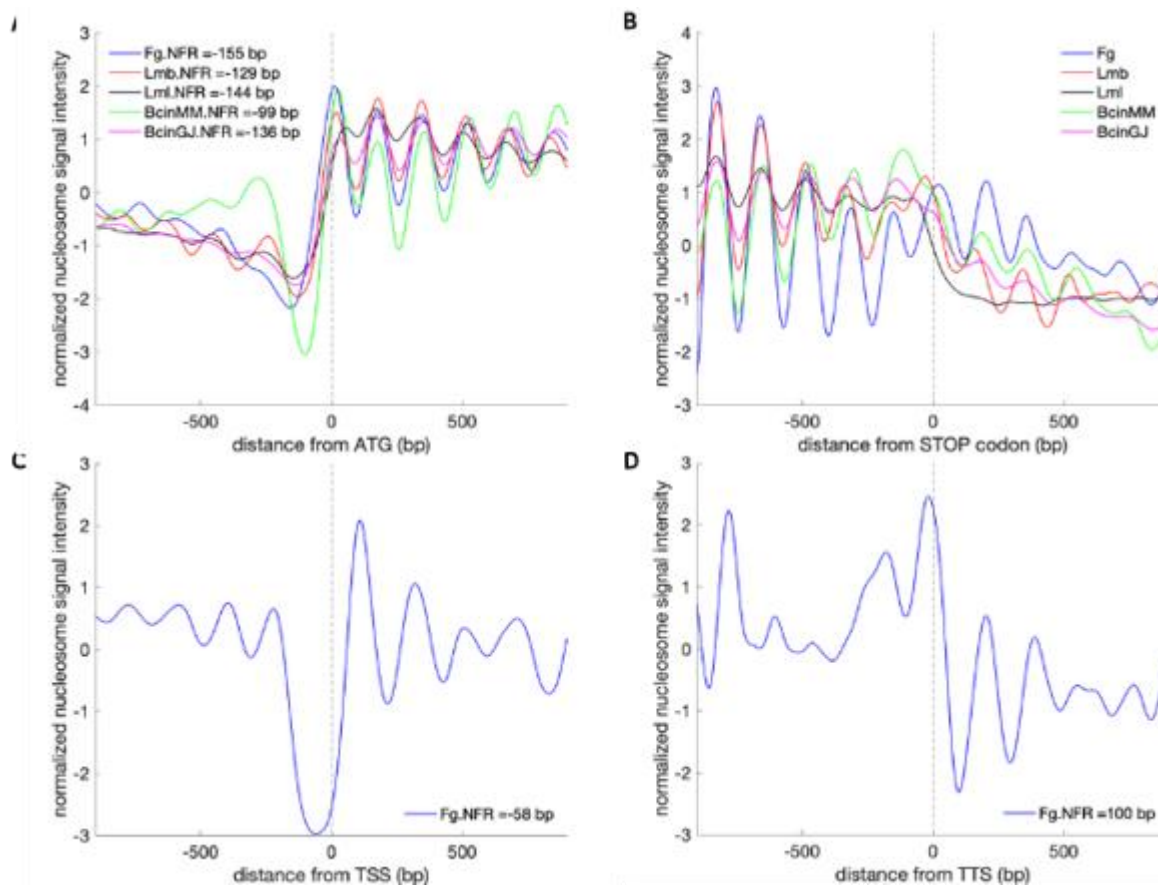 B
3
2
1
0
-1
-2
-3
-4
normalized nucleosome signal intensity
Fg.NFR =-155 bp
Lmb.NFR =-129 bp
Lml.NFR =-144 bp
BcinMM.NFR =-99 bp
BcinGJ.NFR =-136 bp
-500 0 500
distance from ATG (bp)
4
3
2
1
0
-1
-2
-3
normalized nucleosome signal intensity
Fg
Lmb
Lml
BcinMM
BcinGJ
-500 0 500
distance from STOP codon (bp)
C
3
2
1
0
-1
-2
-3
normalized nucleosome signal intensity
Fg.NFR =-58 bp
-500 0 500
distance from TSS (bp)
D
3
2
1
0
-1
-2
-3
normalized nucleosome signal intensity
Fg.NFR =100 bp
-500 0 500
distance from TTS (bp)